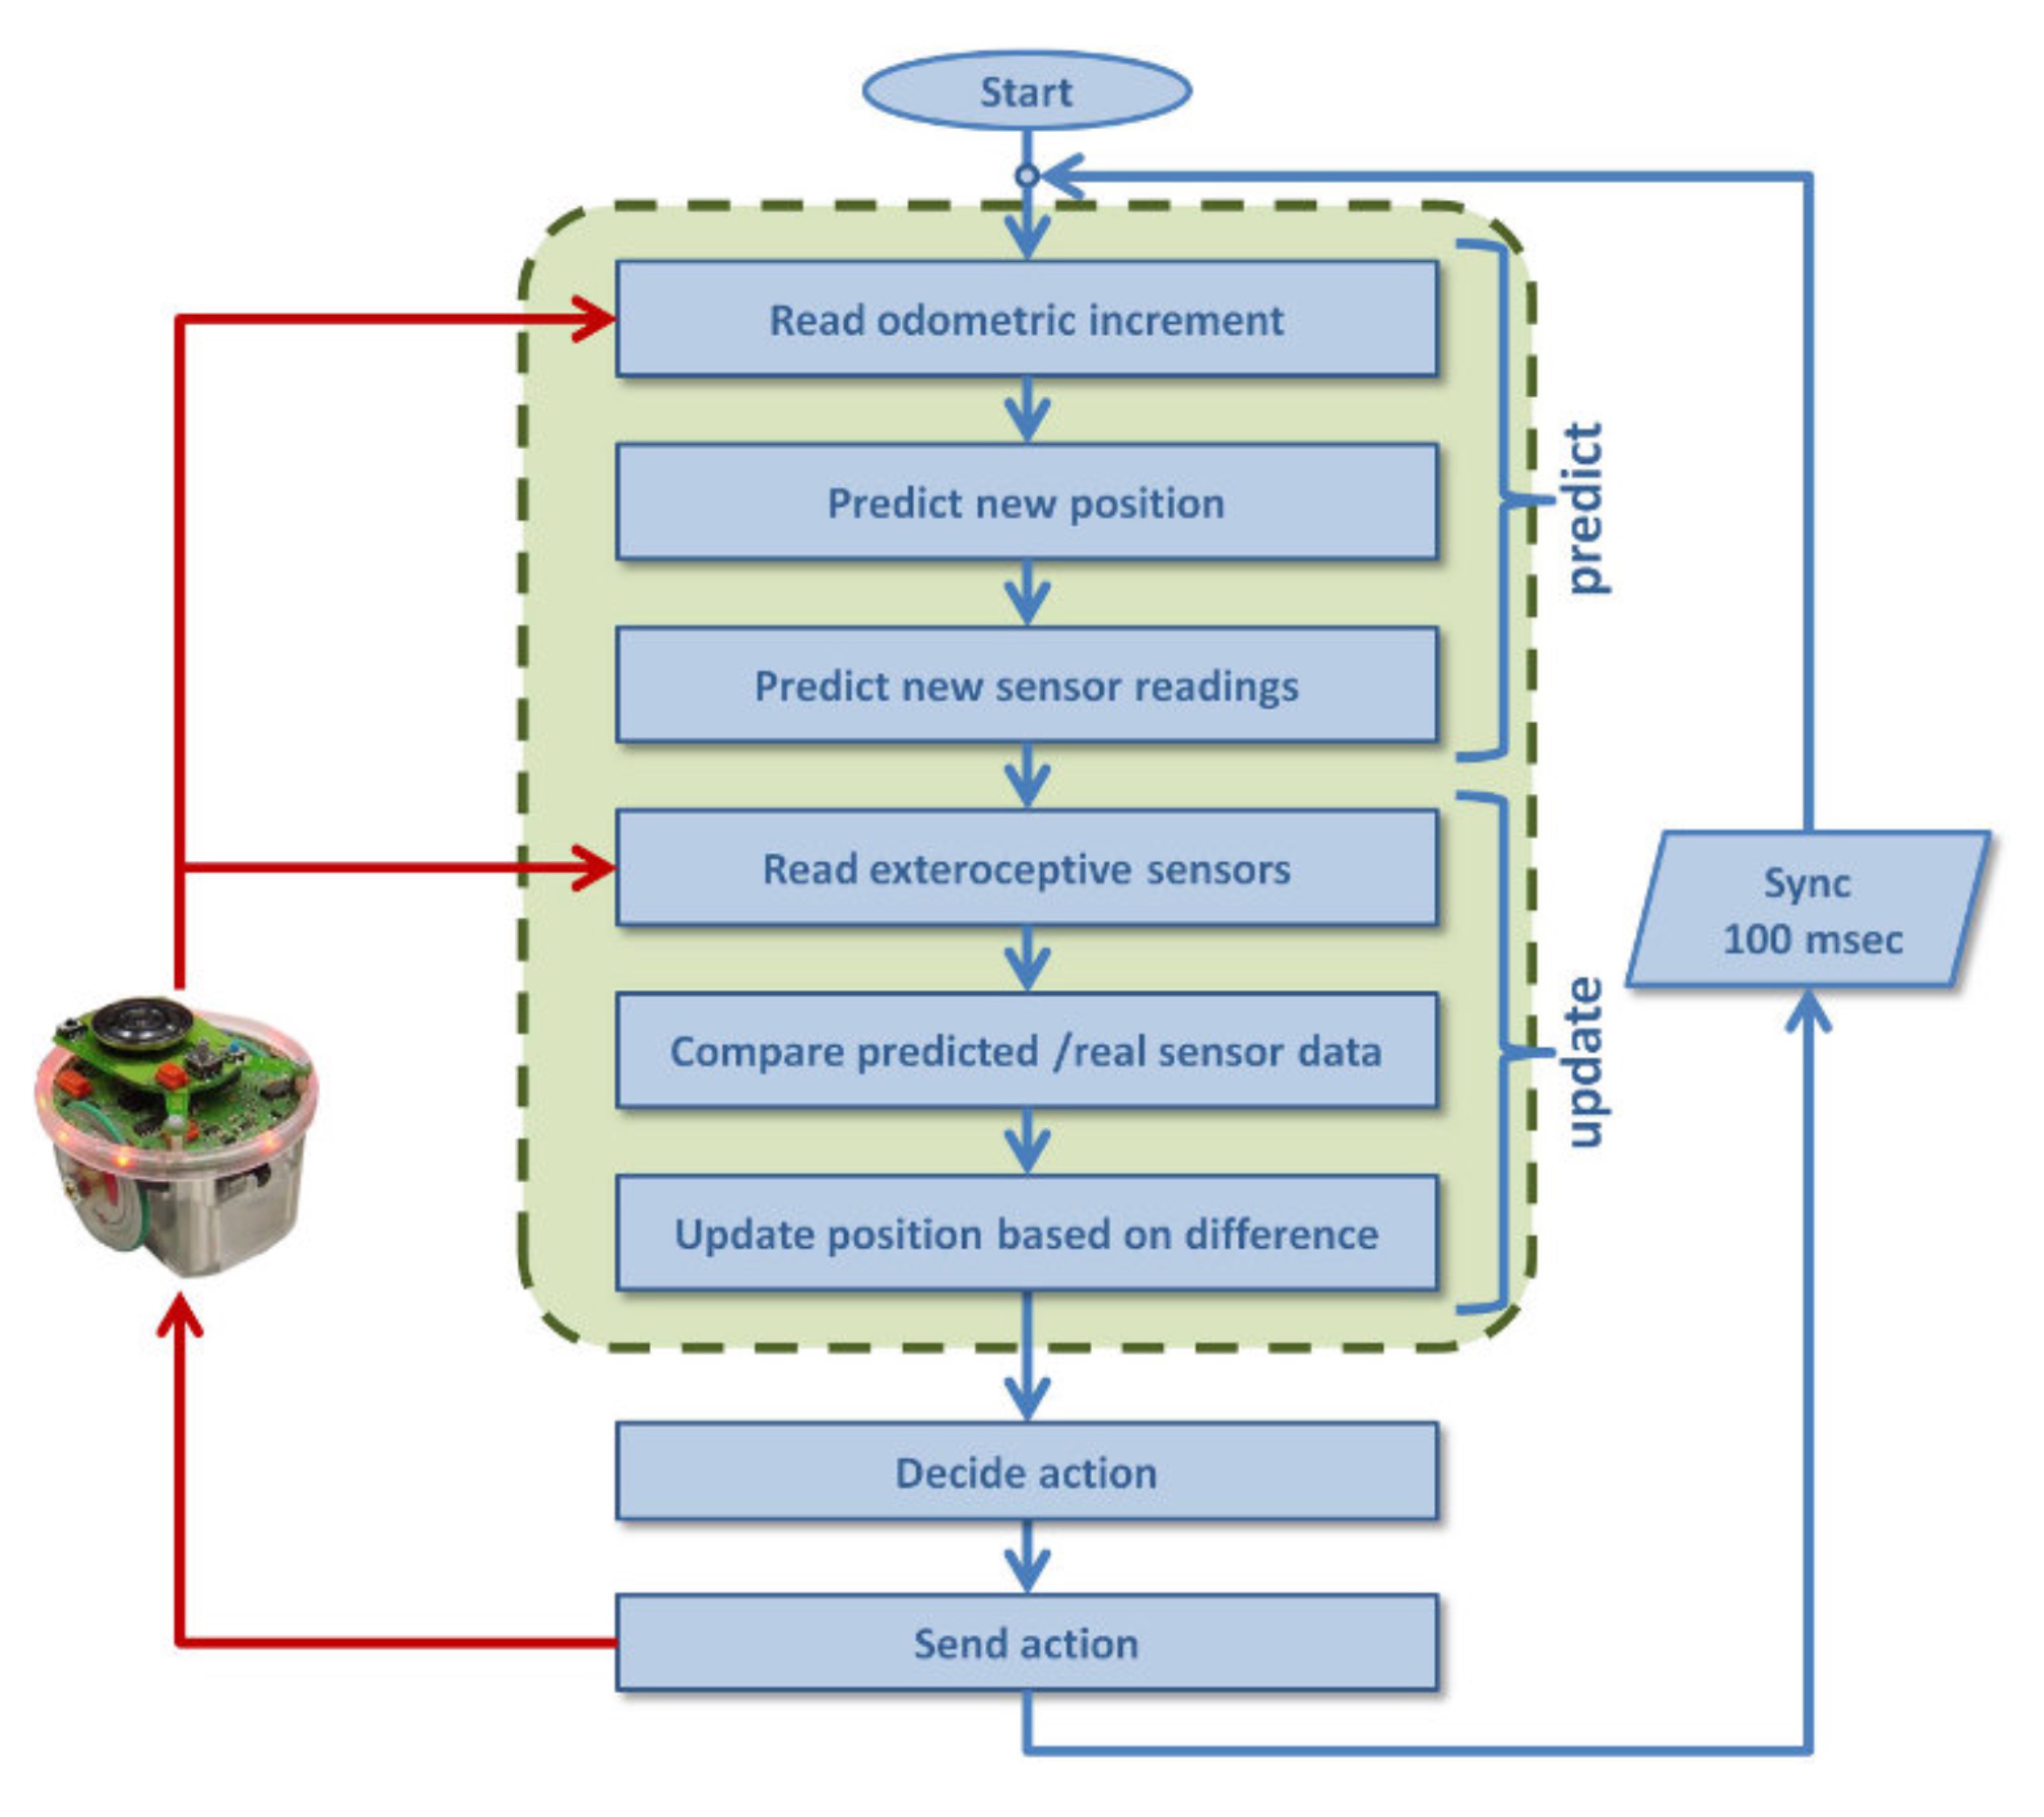 Start
Read odometric increment
Predict new position
Predict new sensor readings
predict
Read exteroceptive sensors
Compare predicted /real sensor data
Update position based on difference
update
Sync
100 msec
Decide action
Send action